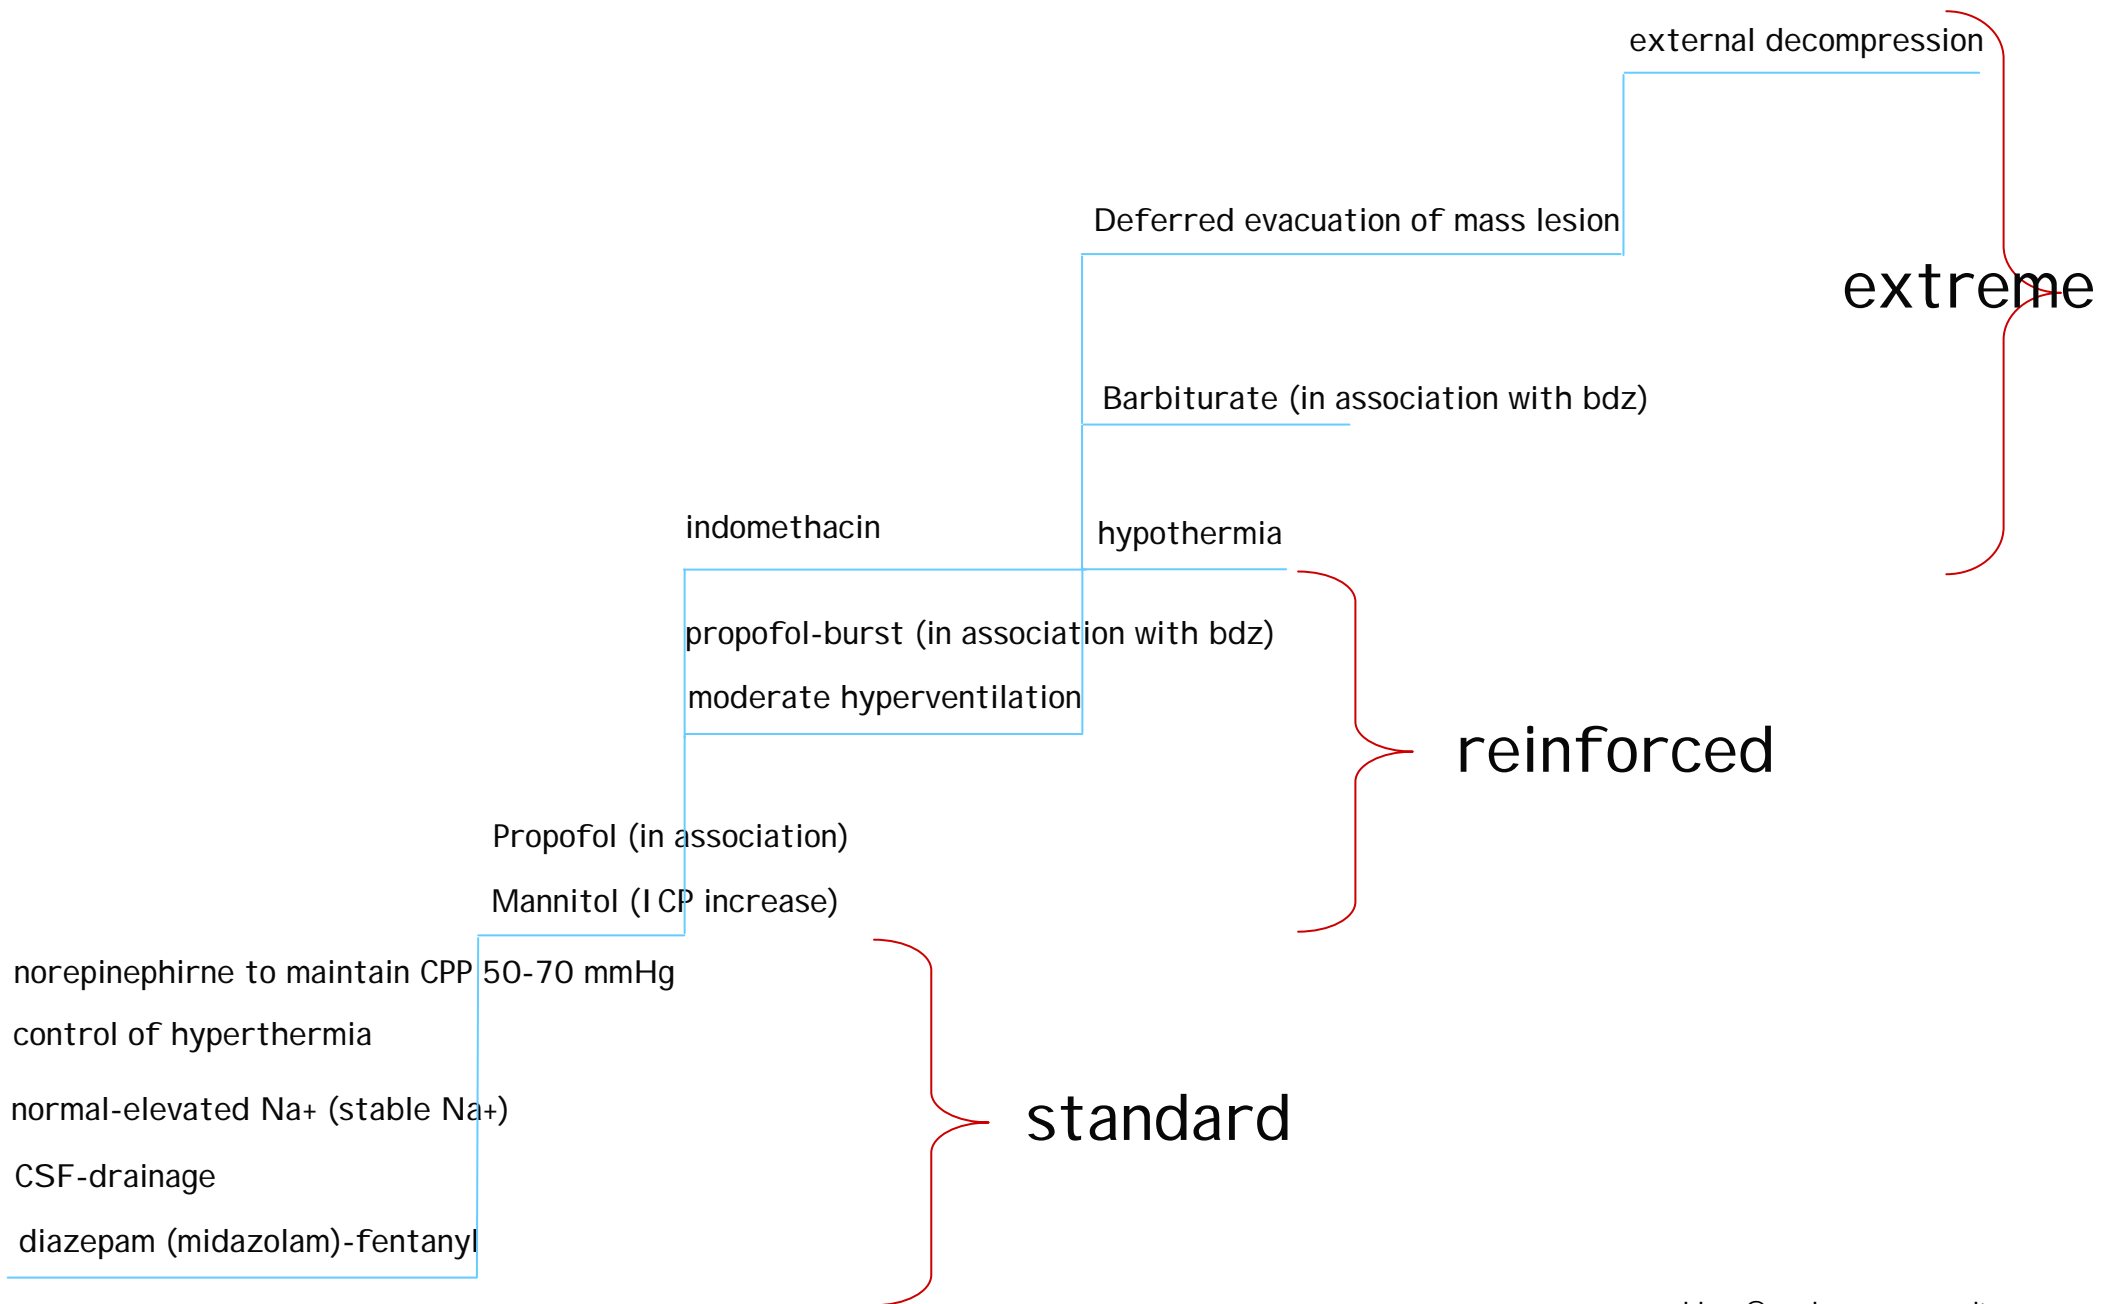 external decompression
Deferred evacuation of mass lesion
extreme
Barbiturate (in association with bdz)
indomethacin
hypothermia
propofol-burst (in association with bdz)
moderate hyperventilation
reinforced
Propofol (in association)
Mannitol (ICP increase)
norepinephirne to maintain CPP 50-70 mmHg
control of hyperthermia
normal-elevated Na+ (stable Na+)
standard
CSF-drainage
diazepam (midazolam)-fentanyl